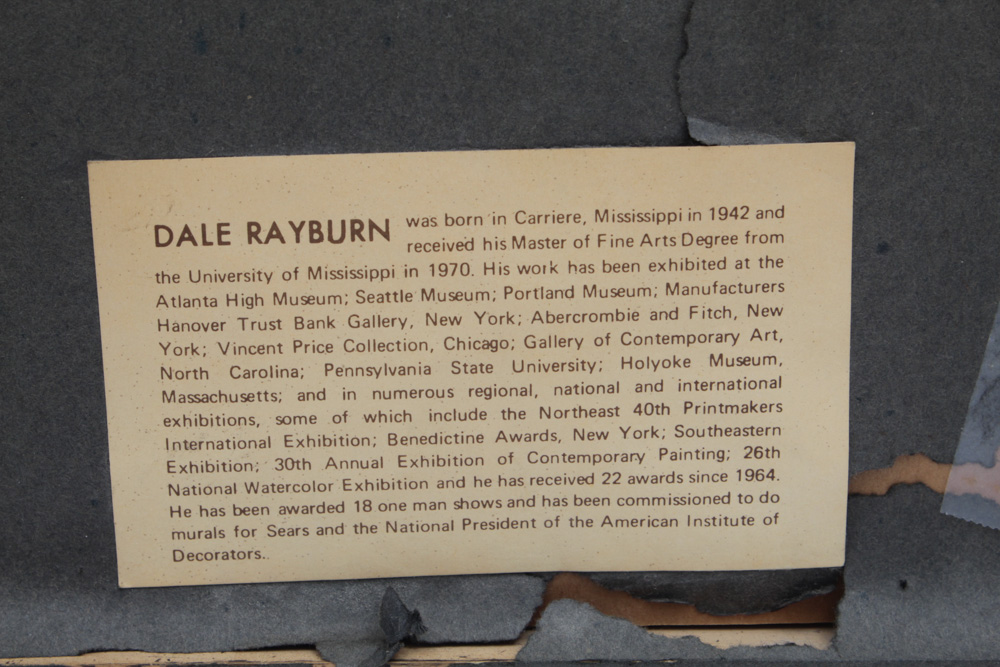 DALE RAYBURN was born in Carriere, Mississippi in 1942 and
received his Master of Fine Arts Degree from
the University of Mississippi in 1970. His work has been exhibited at the
Atlanta High Museum; Seattle Museum; Portland Museum; Manufacturers
Hanover Trust Bank Gallery, New York; Abercrombie and Fitch, New
York; Vincent Price Collection, Chicago; Gallery of Contemporary Art,
North Carolina; Pennsylvania State University; Holyoke Museum,
Massachusetts; and in numerous regional, national and international
exhibitions, some of which include the Northeast 40th Printmakers
International Exhibition; Benedictine Awards, New York; Southeastern
Exhibition; 30th Annual Exhibition of Contemporary Painting; 26th
National Watercolor Exhibition and he has received 22 awards since 1964.
He has been awarded 18 one man shows and has been commissioned to do
murals for Sears and the National President of the American Institute of
Decorators.